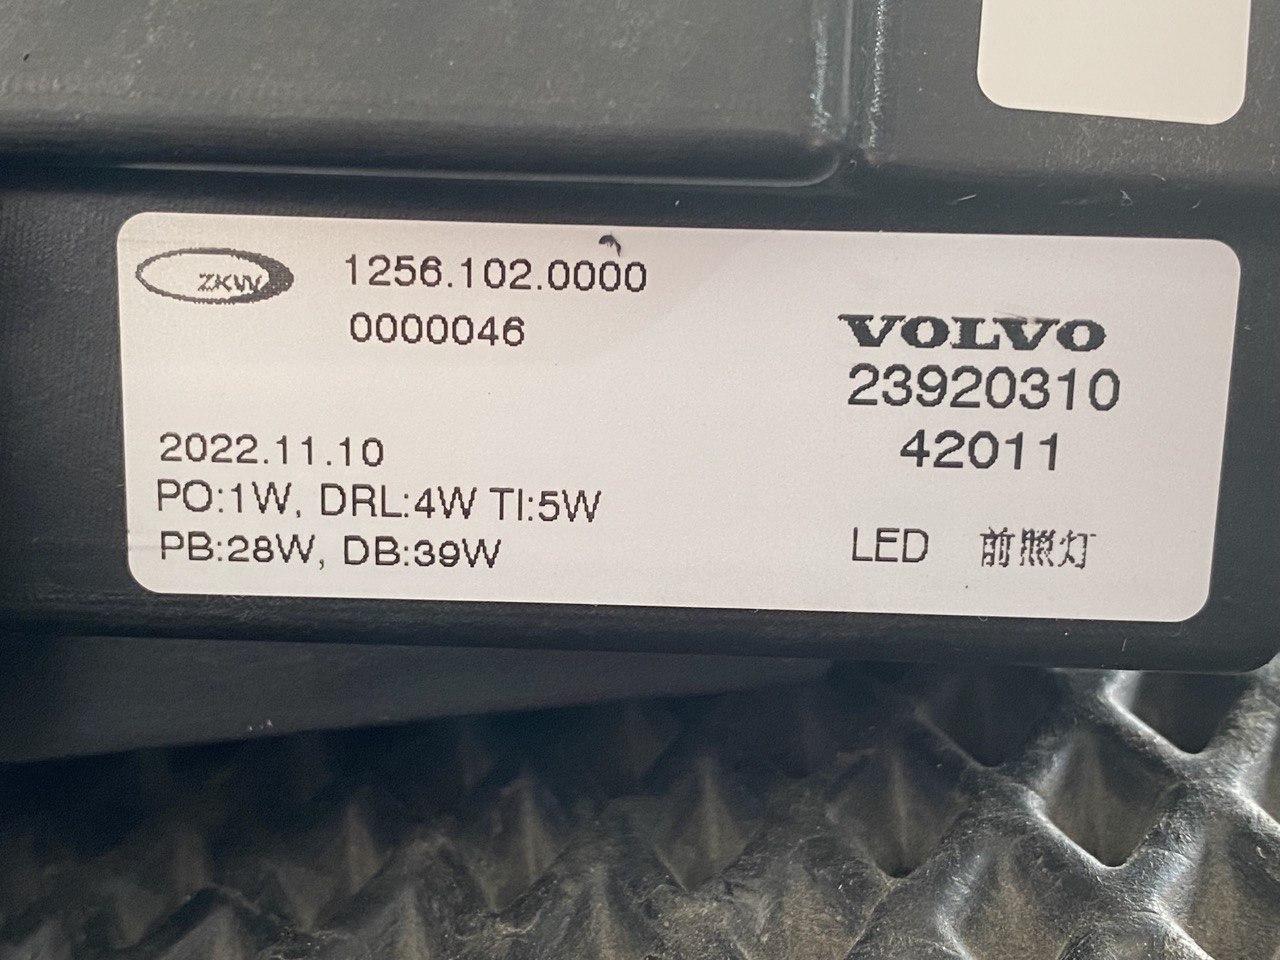 ZKW
1256.102.0000
0000046
VOLVO
23920310
42011
2022.11.10
PO:1W, DRL:4W TI:5W
PB:28W, DB:39W
LED 前照灯